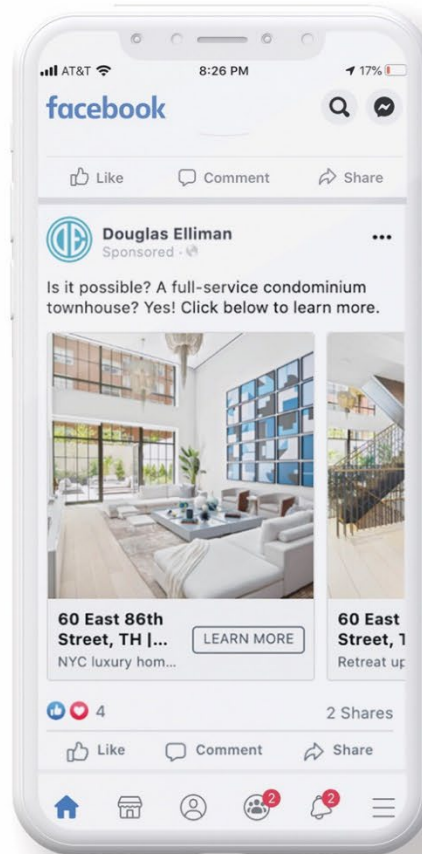 AT&T 8:26 PM 17%
facebook
Like Comment Share
DE
Douglas Elliman
Sponsored ·
Is it possible? A full-service condominium
townhouse? Yes! Click below to learn more.
60 East 86th
Street, TH |...
NYC luxury hom...
LEARN MORE
60 East
Street, T
Retreat up
4
2 Shares
Like Comment Share
2
2